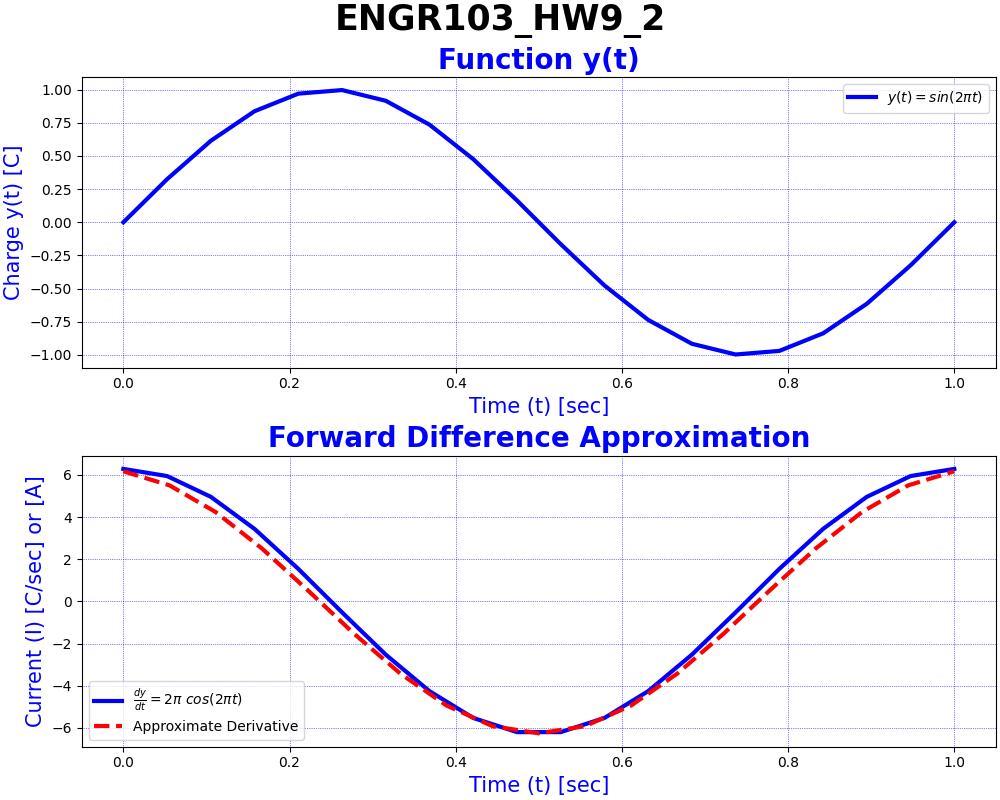 ENGR103_HW9_2
Function y(t)
1.00
0.75
0.50
0.25
0.00
−0.25
−0.50
−0.75
−1.00
Charge y(t) [C]
y(t) = sin(2πt)
0.0 0.2 0.4 0.6 0.8 1.0
Time (t) [sec]
Forward Difference Approximation
6
4
2
0
−2
−4
−6
Current (I) [C/sec] or [A]
dy/dt = 2π cos(2πt)
Approximate Derivative
0.0 0.2 0.4 0.6 0.8 1.0
Time (t) [sec]